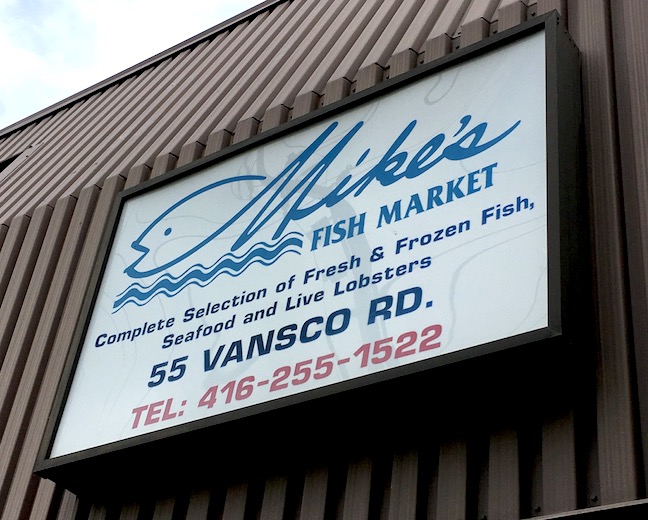 Mike's
FISH MARKET
Complete Selection of Fresh & Frozen Fish,
Seafood and Live Lobsters
55 VANSCO RD.
TEL: 416-255-1522